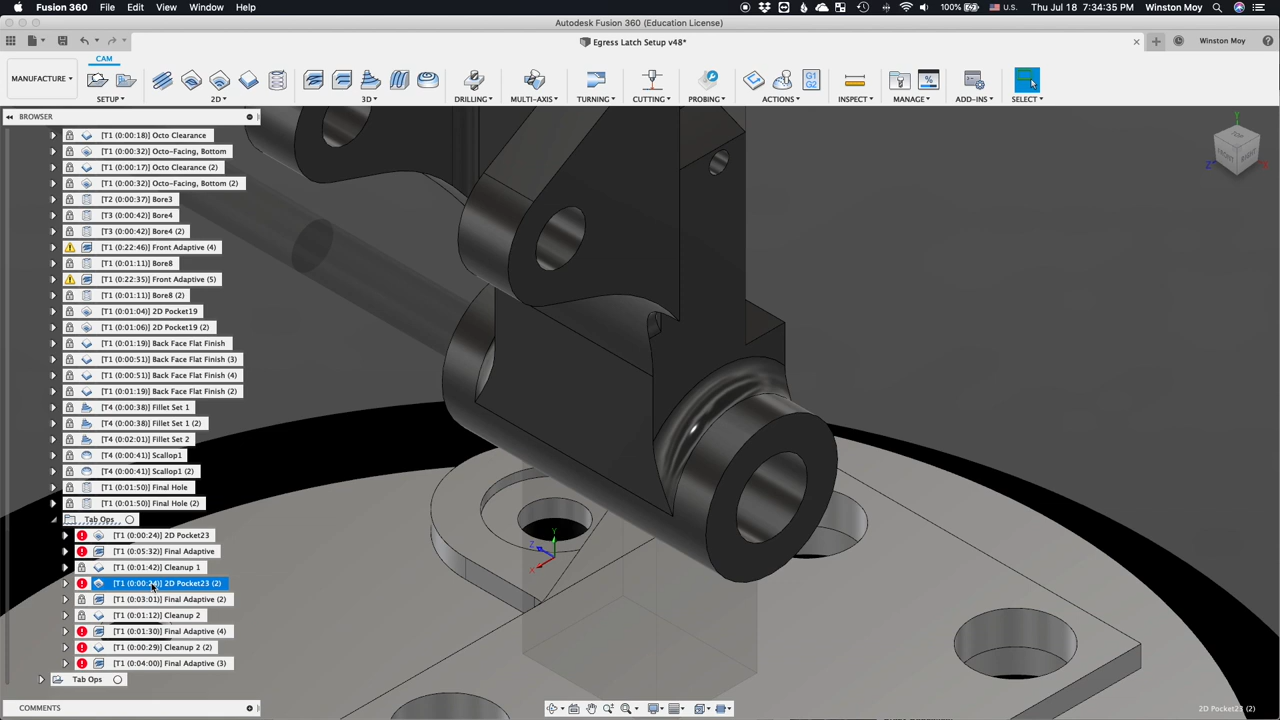 Fusion 360 File Edit View Window Help
100% U.S. Thu Jul 18 7:34:35 PM Winston Moy
Autodesk Fusion 360 (Education License)
Egress Latch Setup v48*
Winston Moy
CAM
MANUFACTURE
SETUP 2D 3D DRILLING MULTI-AXIS TURNING CUTTING PROBING ACTIONS INSPECT MANAGE ADD-INS SELECT
G1
G2
BROWSER
[T1 (0:00:18)] Octo Clearance
[T1 (0:00:32)] Octo-Facing, Bottom
[T1 (0:00:17)] Octo Clearance (2)
[T1 (0:00:32)] Octo-Facing, Bottom (2)
[T2 (0:00:37)] Bore3
[T3 (0:00:42)] Bore4
[T3 (0:00:42)] Bore4 (2)
[T1 (0:22:46)] Front Adaptive (4)
[T1 (0:01:11)] Bore8
[T1 (0:22:35)] Front Adaptive (5)
[T1 (0:01:11)] Bore8 (2)
[T1 (0:01:04)] 2D Pocket19
[T1 (0:01:06)] 2D Pocket19 (2)
[T1 (0:01:19)] Back Face Flat Finish
[T1 (0:00:51)] Back Face Flat Finish (3)
[T1 (0:00:51)] Back Face Flat Finish (4)
[T1 (0:01:19)] Back Face Flat Finish (2)
[T4 (0:00:38)] Fillet Set 1
[T4 (0:00:38)] Fillet Set 1 (2)
[T4 (0:02:01)] Fillet Set 2
[T4 (0:00:41)] Scallop1
[T4 (0:00:41)] Scallop1 (2)
[T1 (0:01:50)] Final Hole
[T1 (0:01:50)] Final Hole (2)
Tab Ops
[T1 (0:00:24)] 2D Pocket23
[T1 (0:05:32)] Final Adaptive
[T1 (0:01:42)] Cleanup 1
[T1 (0:00:24)] 2D Pocket23 (2)
[T1 (0:03:01)] Final Adaptive (2)
[T1 (0:01:12)] Cleanup 2
[T1 (0:01:30)] Final Adaptive (4)
[T1 (0:00:29)] Cleanup 2 (2)
[T1 (0:04:00)] Final Adaptive (3)
Tab Ops
COMMENTS
Y
TOP
FRONT RIGHT
Z
Y
Z
X
2D Pocket23 (2)